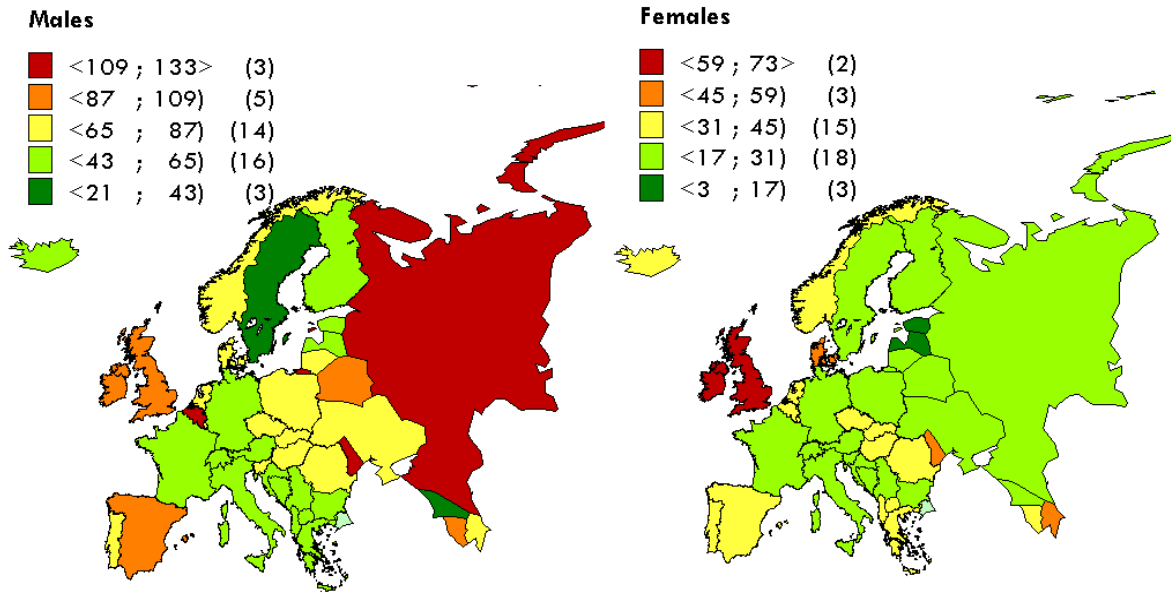 Males
<109 ; 133> (3)
<87 ; 109) (5)
<65 ; 87) (14)
<43 ; 65) (16)
<21 ; 43) (3)
Females
<59 ; 73> (2)
<45 ; 59) (3)
<31 ; 45) (15)
<17 ; 31) (18)
<3 ; 17) (3)